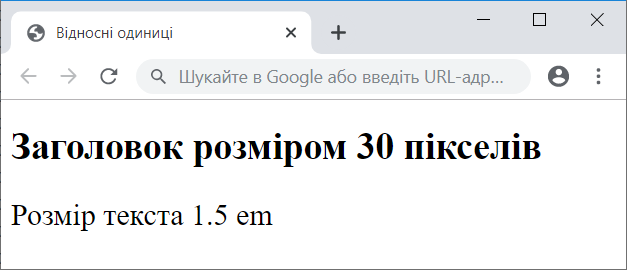 Відносні одиниці
Шукайте в Google або введіть URL-адр...
Заголовок розміром 30 пікселів
Розмір текста 1.5 em